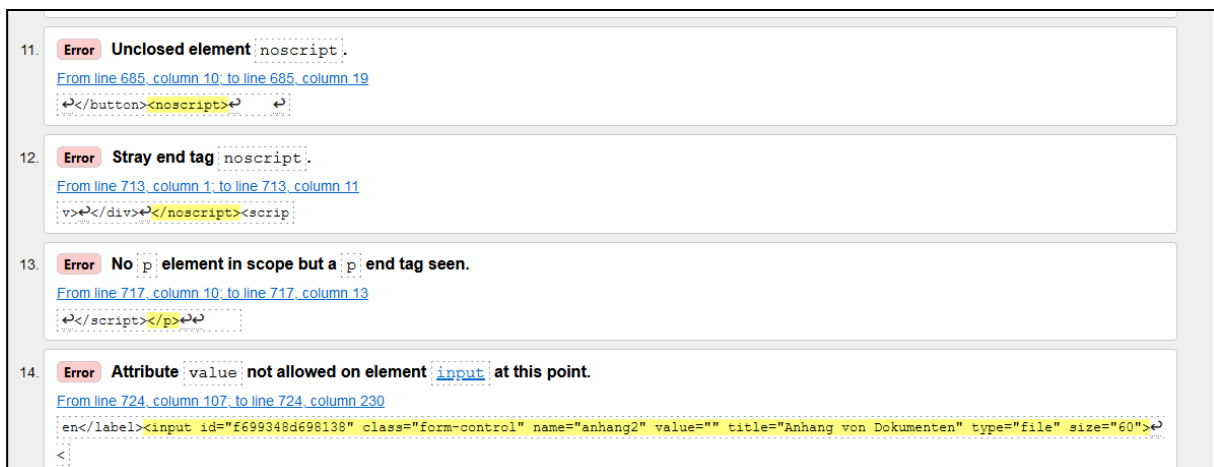 11. Error Unclosed element noscript.
From line 685, column 10; to line 685, column 19
↩</button><noscript>↩ ↩
12. Error Stray end tag noscript.
From line 713, column 1; to line 713, column 11
v>↩</div>↩</noscript><scrip
13. Error No p element in scope but a p end tag seen.
From line 717, column 10; to line 717, column 13
↩</script></p>↩↩
14. Error Attribute value not allowed on element input at this point.
From line 724, column 107; to line 724, column 230
en</label><input id="f699348d698138" class="form-control" name="anhang2" value="" title="Anhang von Dokumenten" type="file" size="60">↩
<